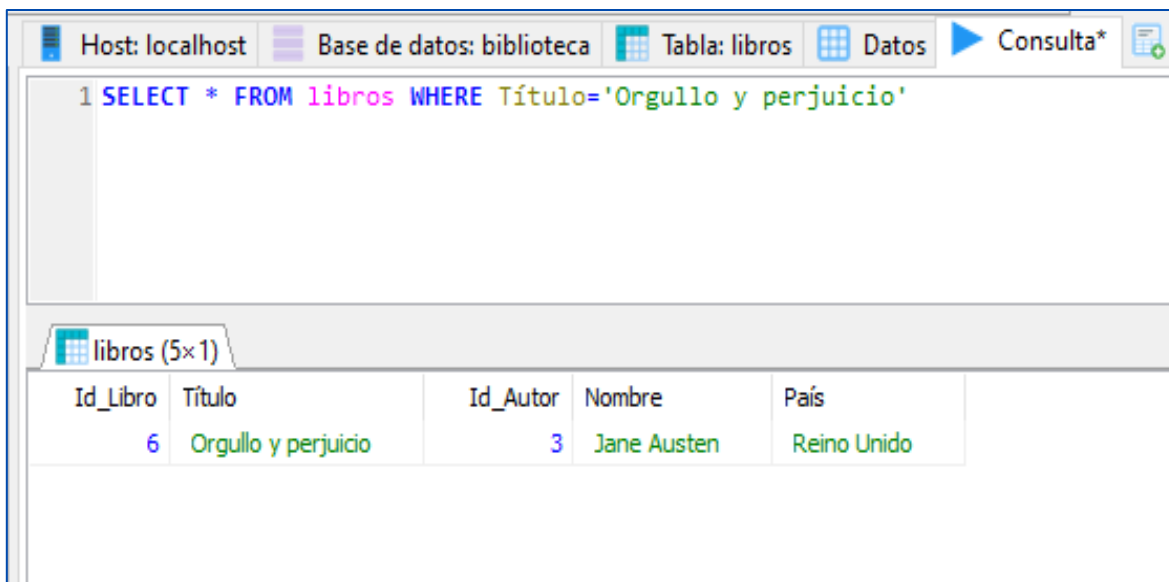 Host: localhost Base de datos: biblioteca Tabla: libros Datos Consulta*
1 SELECT * FROM libros WHERE Título='Orgullo y perjuicio'
libros (5×1)
Id_Libro Título Id_Autor Nombre País
6 Orgullo y perjuicio 3 Jane Austen Reino Unido